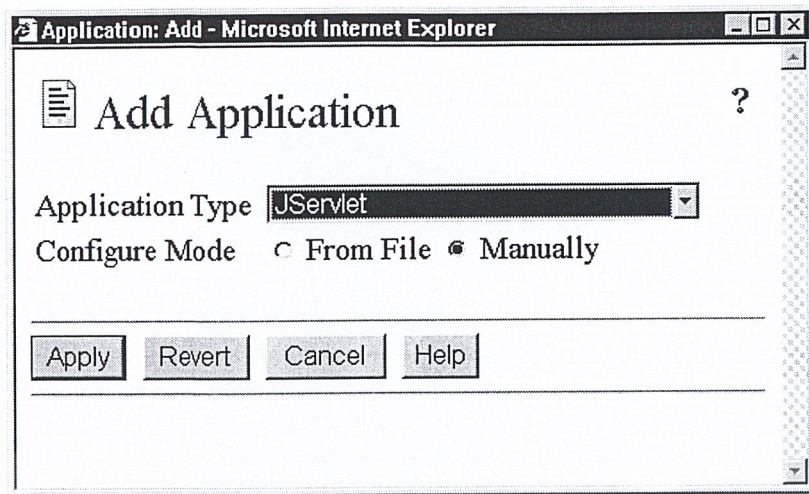 Application: Add - Microsoft Internet Explorer
Add Application
?
Application Type JServlet
Configure Mode From File Manually
Apply Revert Cancel Help